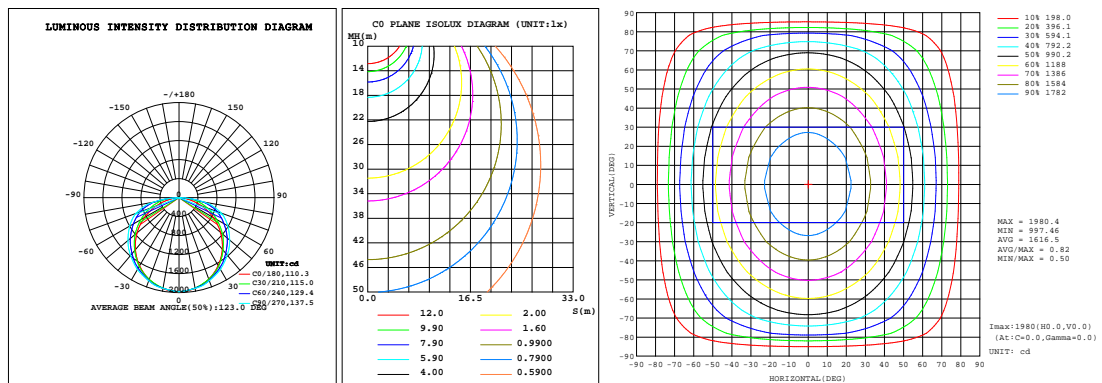 LUMINOUS INTENSITY DISTRIBUTION DIAGRAM
-/+180
-150 150
-120 120
-90 0 90
400
800
1200
-60 60
1600
2000
-30 30
0
UNIT:cd
C0/180,110.3
C30/210,115.0
C60/240,129.4
C90/270,137.5
AVERAGE BEAM ANGLE(50%):123.0 DEG
C0 PLANE ISOLUX DIAGRAM (UNIT:lx)
MH(m)
10
14
18
22
26
30
34
38
42
46
50
0.0 16.5 33.0
S(m)
12.0 2.00
9.90 1.60
7.90 0.9900
5.90 0.7900
4.00 0.5900
VERTICAL(DEG)
90
80
70
60
50
40
30
20
10
0
-10
-20
-30
-40
-50
-60
-70
-80
-90
-90 -80 -70 -60 -50 -40 -30 -20 -10 0 10 20 30 40 50 60 70 80 90
HORIZONTAL(DEG)
10% 198.0
20% 396.1
30% 594.1
40% 792.2
50% 990.2
60% 1188
70% 1386
80% 1584
90% 1782
MAX = 1980.4
MIN = 997.46
AVG = 1616.5
AVG/MAX = 0.82
MIN/MAX = 0.50
Imax:1980(H0.0,V0.0)
(At:C=0.0,Gamma=0.0)
UNIT: cd